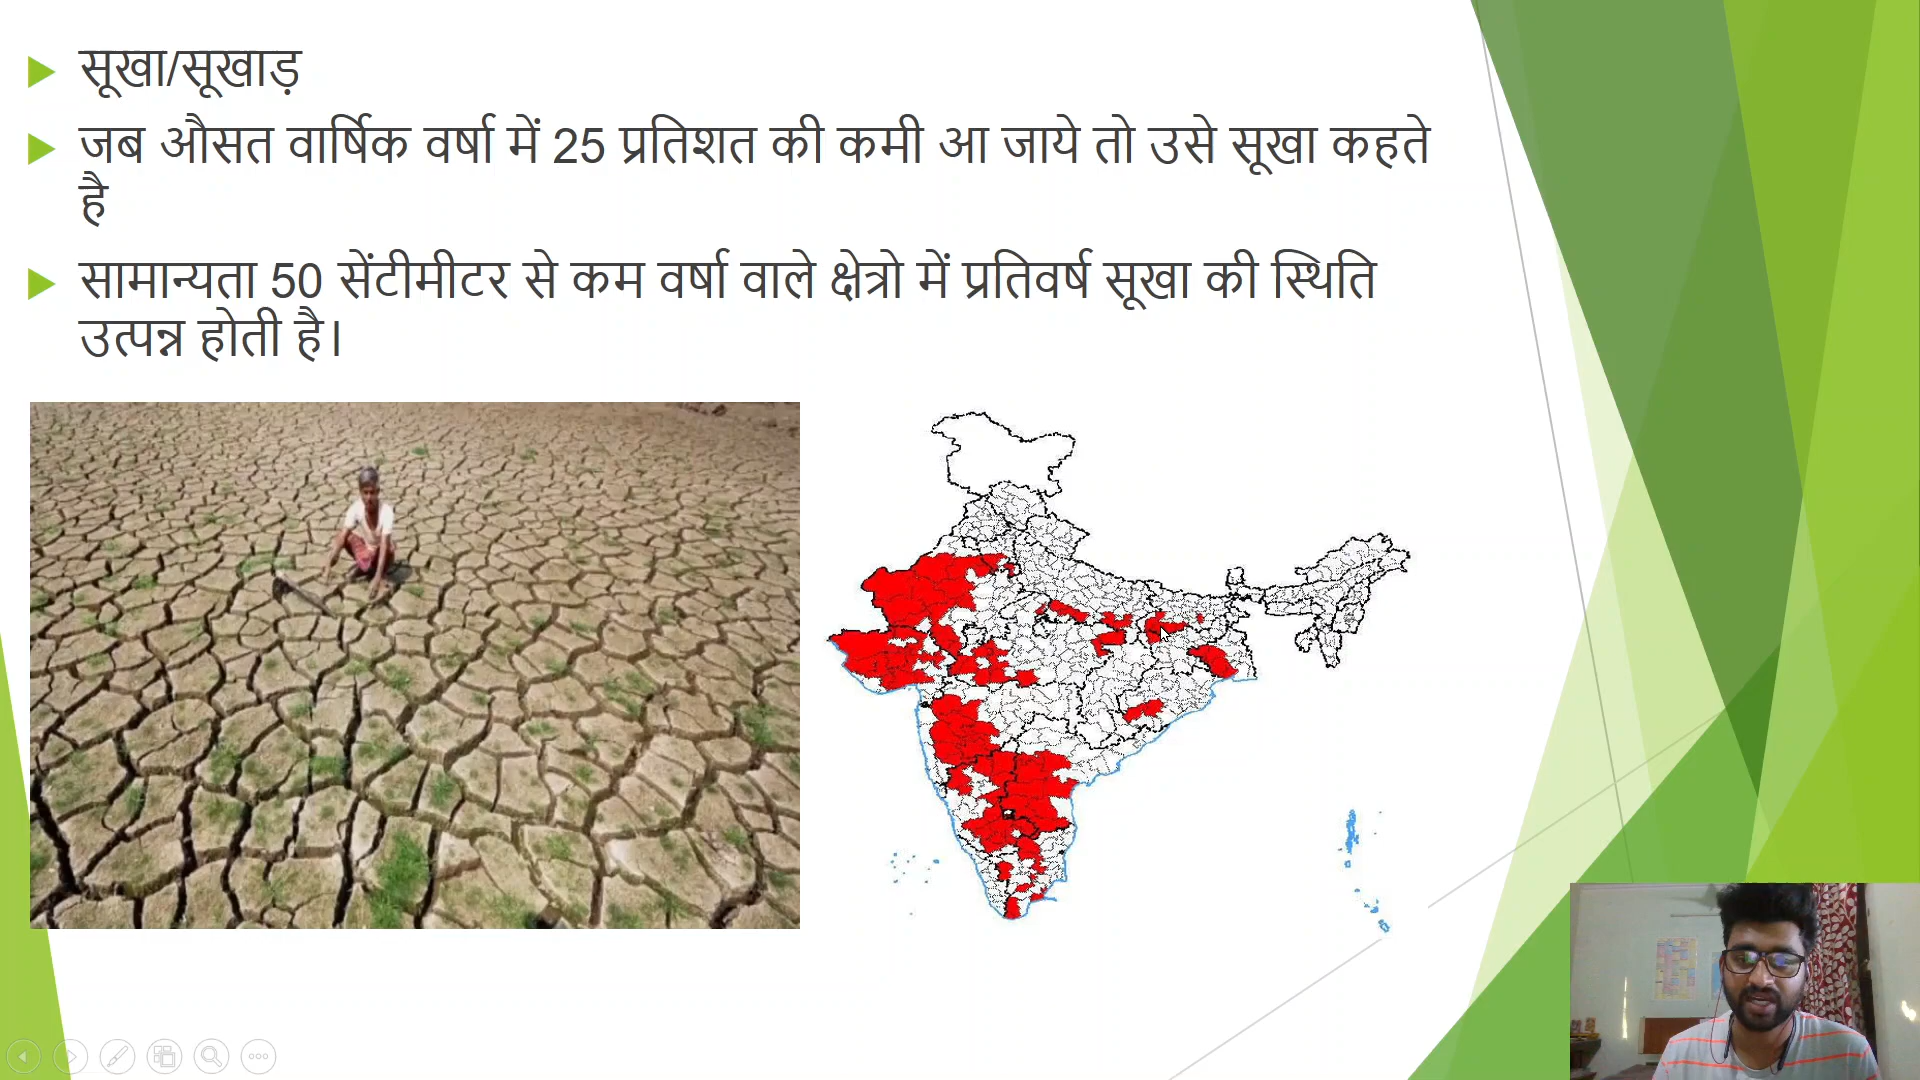 सूखा/सूखाड़
जब औसत वार्षिक वर्षा में 25 प्रतिशत की कमी आ जाये तो उसे सूखा कहते
है
सामान्यता 50 सेंटीमीटर से कम वर्षा वाले क्षेत्रो में प्रतिवर्ष सूखा की स्थिति
उत्पन्न होती है।